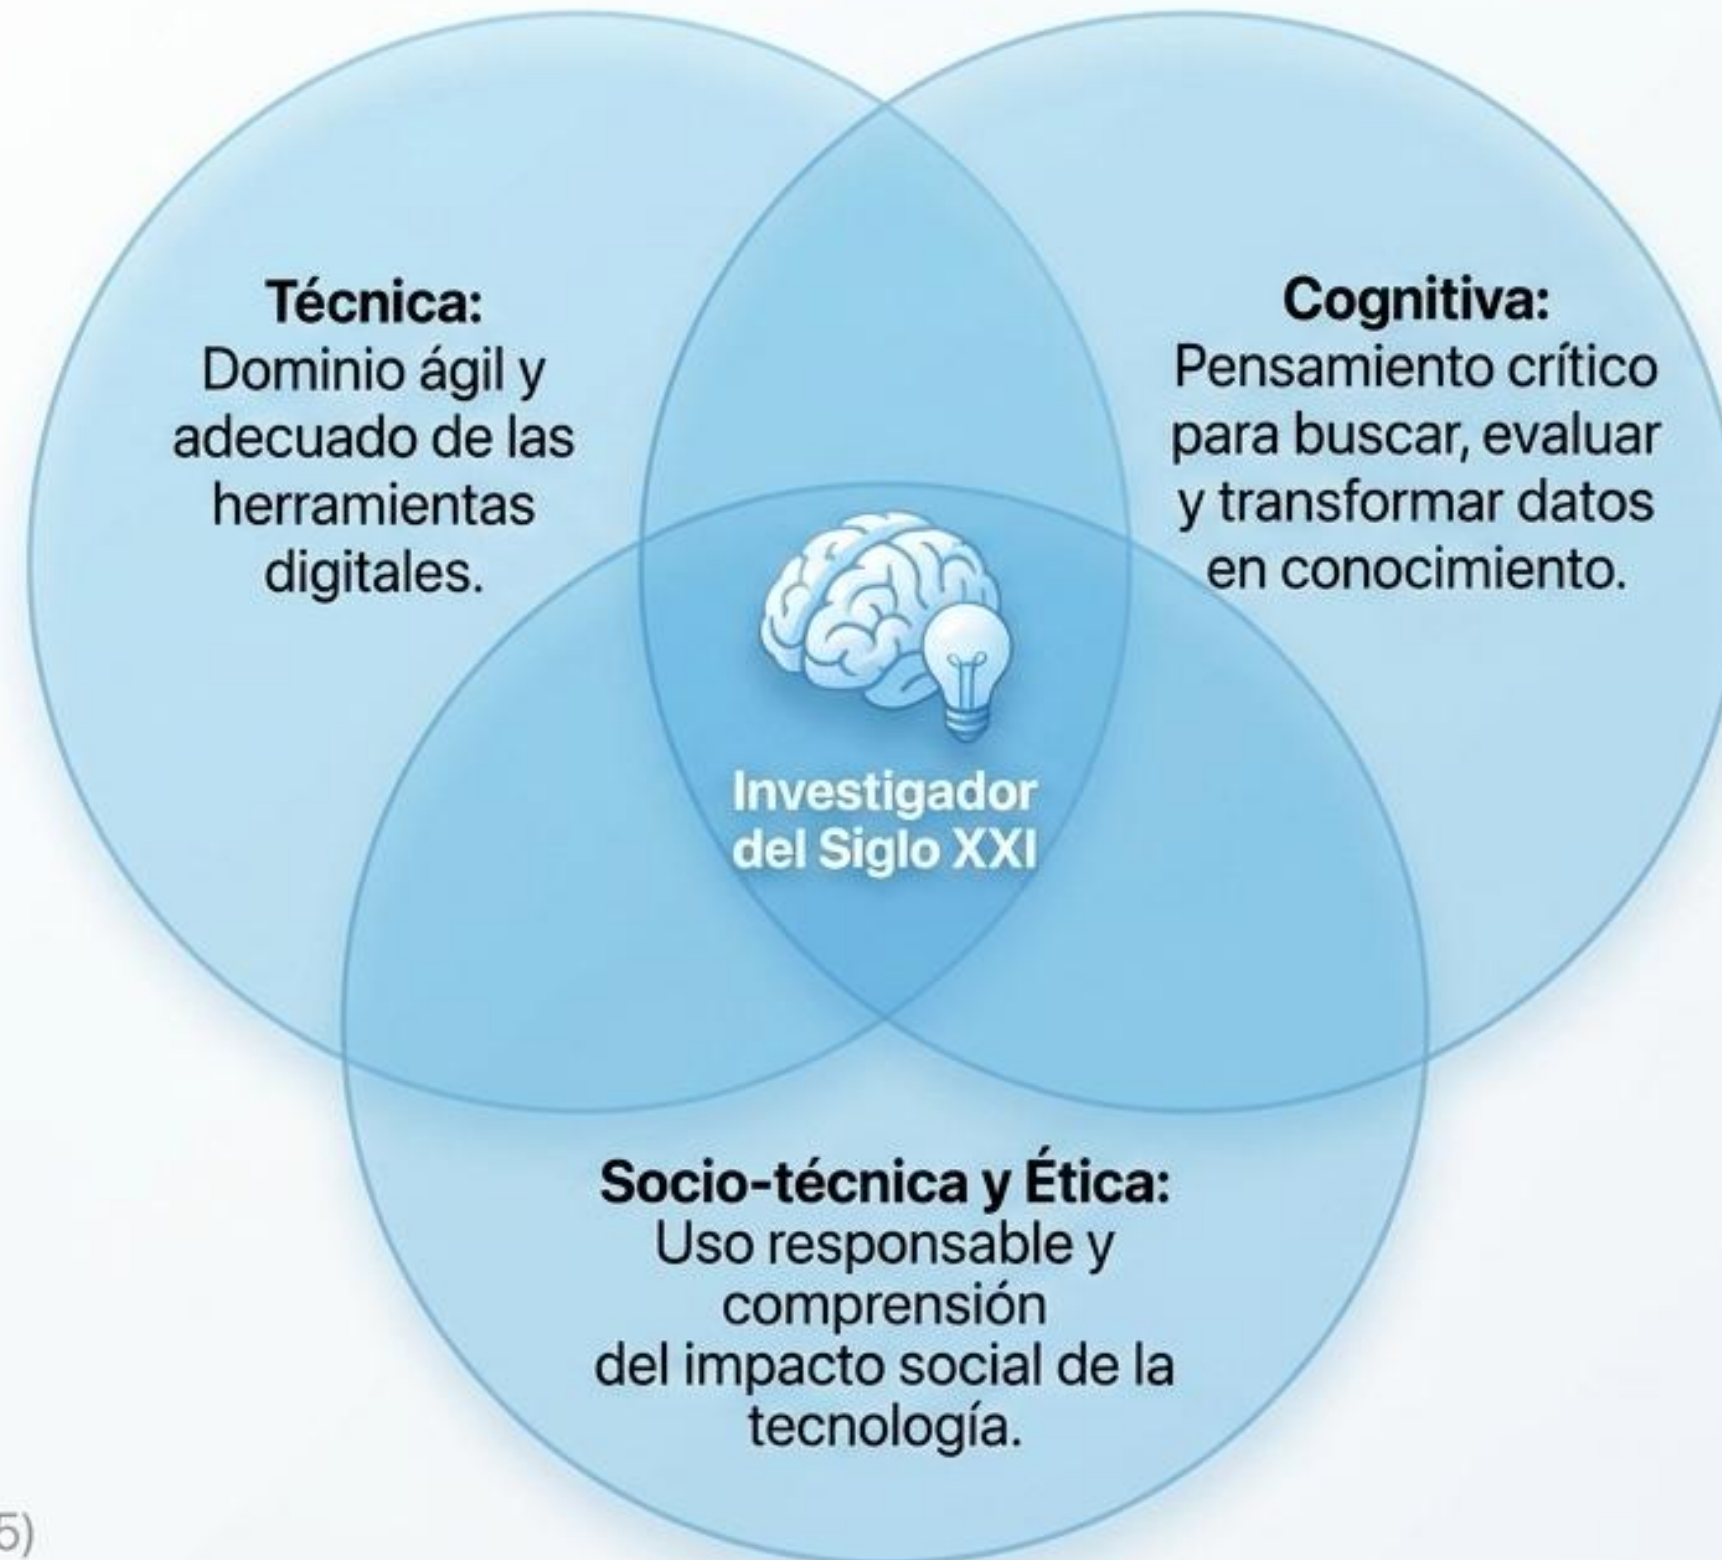 Técnica:
Dominio ágil y
adecuado de las
herramientas
digitales.
Cognitiva:
Pensamiento crítico
para buscar, evaluar
y transformar datos
en conocimiento.
Investigador
del Siglo XXI
Socio-técnica y Ética:
Uso responsable y
comprensión
del impacto social de la
tecnología.
5)